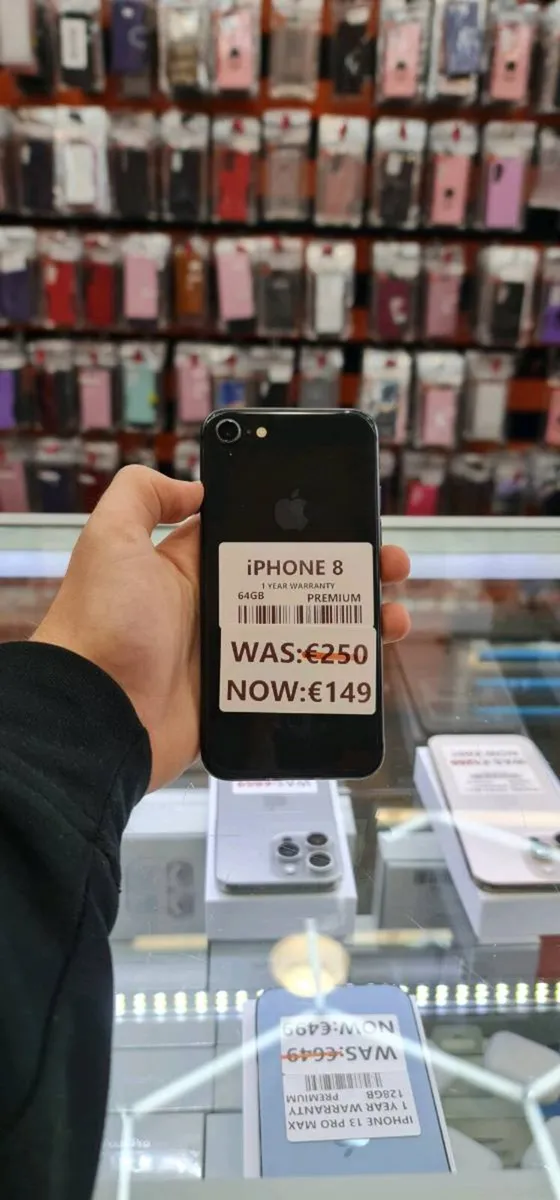 iPHONE 8
1 YEAR WARRANTY
64GB PREMIUM
WAS:€250
NOW:€149
IPHONE 13 PRO MAX
1 YEAR WARRANTY
128GB PREMIUM
WAS:€649
NOW:€499